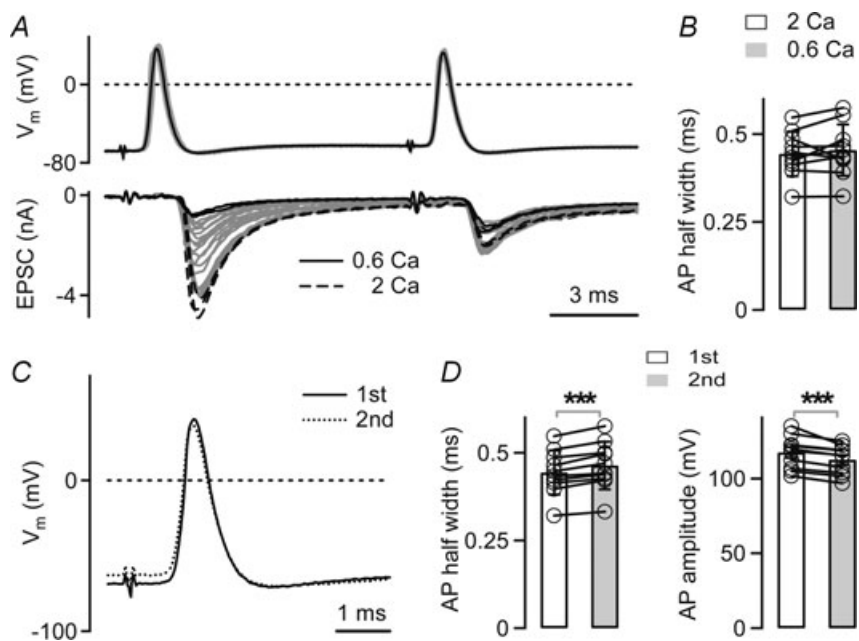 A
V_m (mV)
0
-80
0
EPSC (nA)
-4
0.6 Ca
2 Ca
3 ms
B
2 Ca
0.6 Ca
AP half width (ms)
0.5
0.25
0
C
1st
2nd
V_m (mV)
0
-100
1 ms
D
1st
2nd
***
AP half width (ms)
0.5
0.25
0
***
AP amplitude (mV)
100
50
0